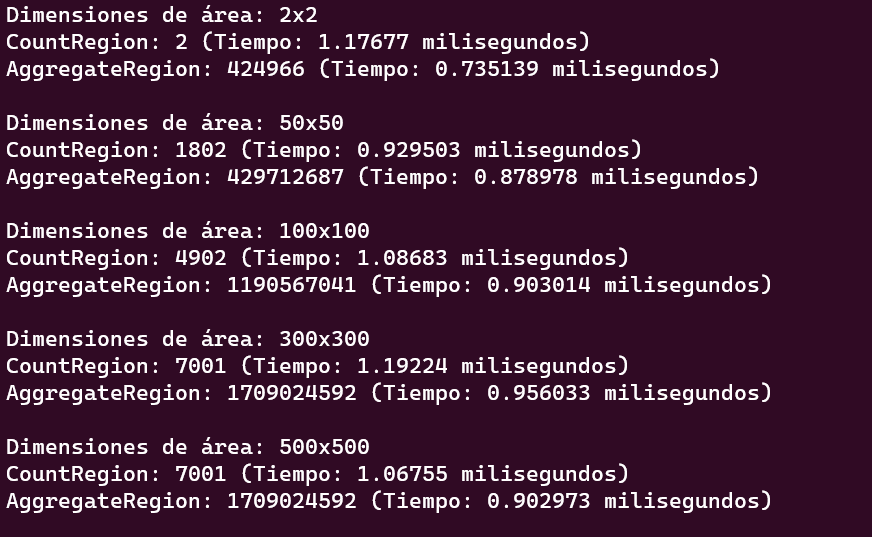 Dimensiones de área: 2x2
CountRegion: 2 (Tiempo: 1.17677 milisegundos)
AggregateRegion: 424966 (Tiempo: 0.735139 milisegundos)
Dimensiones de área: 50x50
CountRegion: 1802 (Tiempo: 0.929503 milisegundos)
AggregateRegion: 429712687 (Tiempo: 0.878978 milisegundos)
Dimensiones de área: 100x100
CountRegion: 4902 (Tiempo: 1.08683 milisegundos)
AggregateRegion: 1190567041 (Tiempo: 0.903014 milisegundos)
Dimensiones de área: 300x300
CountRegion: 7001 (Tiempo: 1.19224 milisegundos)
AggregateRegion: 1709024592 (Tiempo: 0.956033 milisegundos)
Dimensiones de área: 500x500
CountRegion: 7001 (Tiempo: 1.06755 milisegundos)
AggregateRegion: 1709024592 (Tiempo: 0.902973 milisegundos)